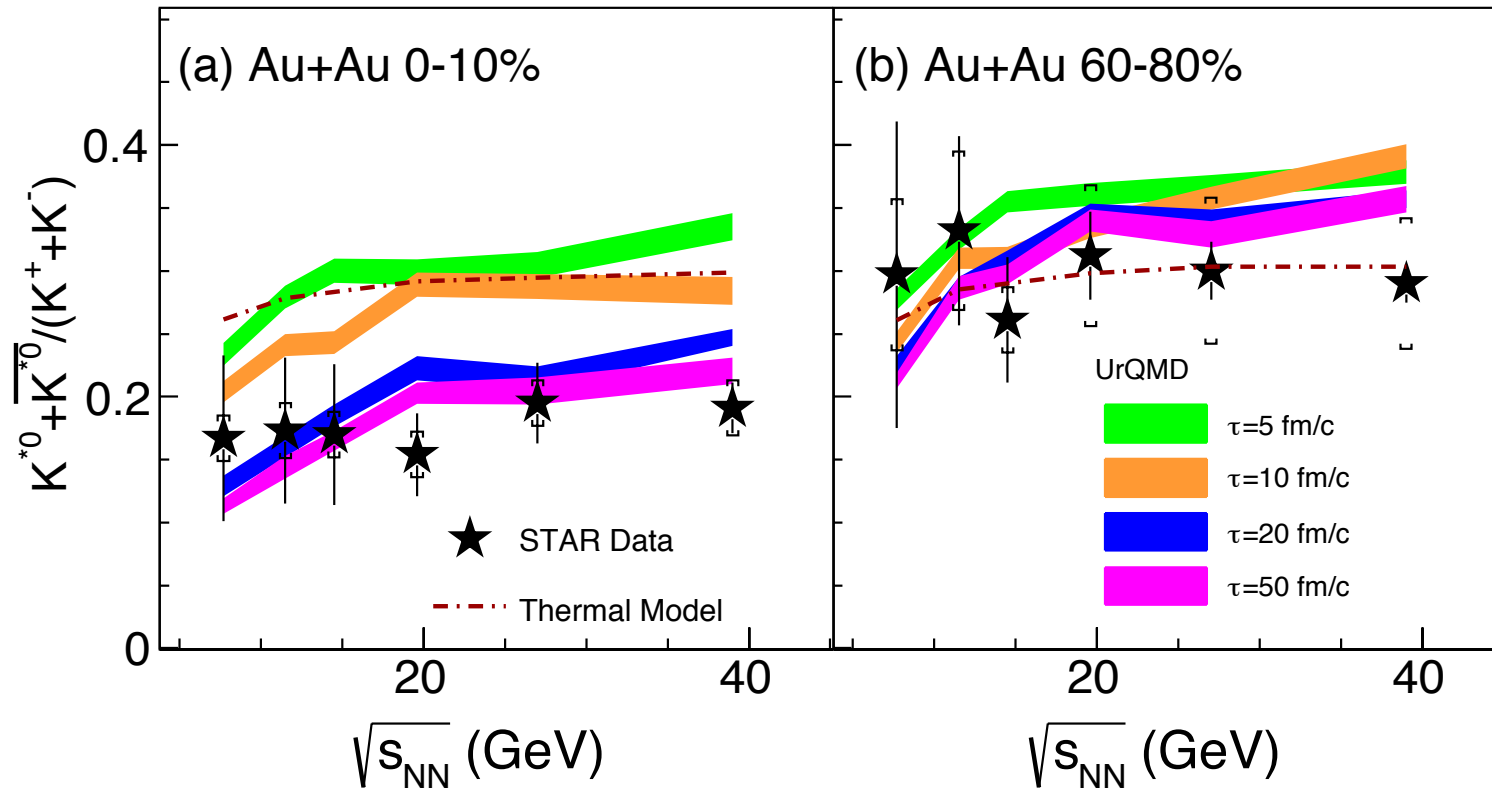 (a) Au+Au 0-10%
(b) Au+Au 60-80%
0.4
0.2
0
K*0+K̅*̅0̅/(K++K-)
STAR Data
Thermal Model
UrQMD
τ=5 fm/c
τ=10 fm/c
τ=20 fm/c
τ=50 fm/c
20
40
20
40
√sNN (GeV)
√sNN (GeV)